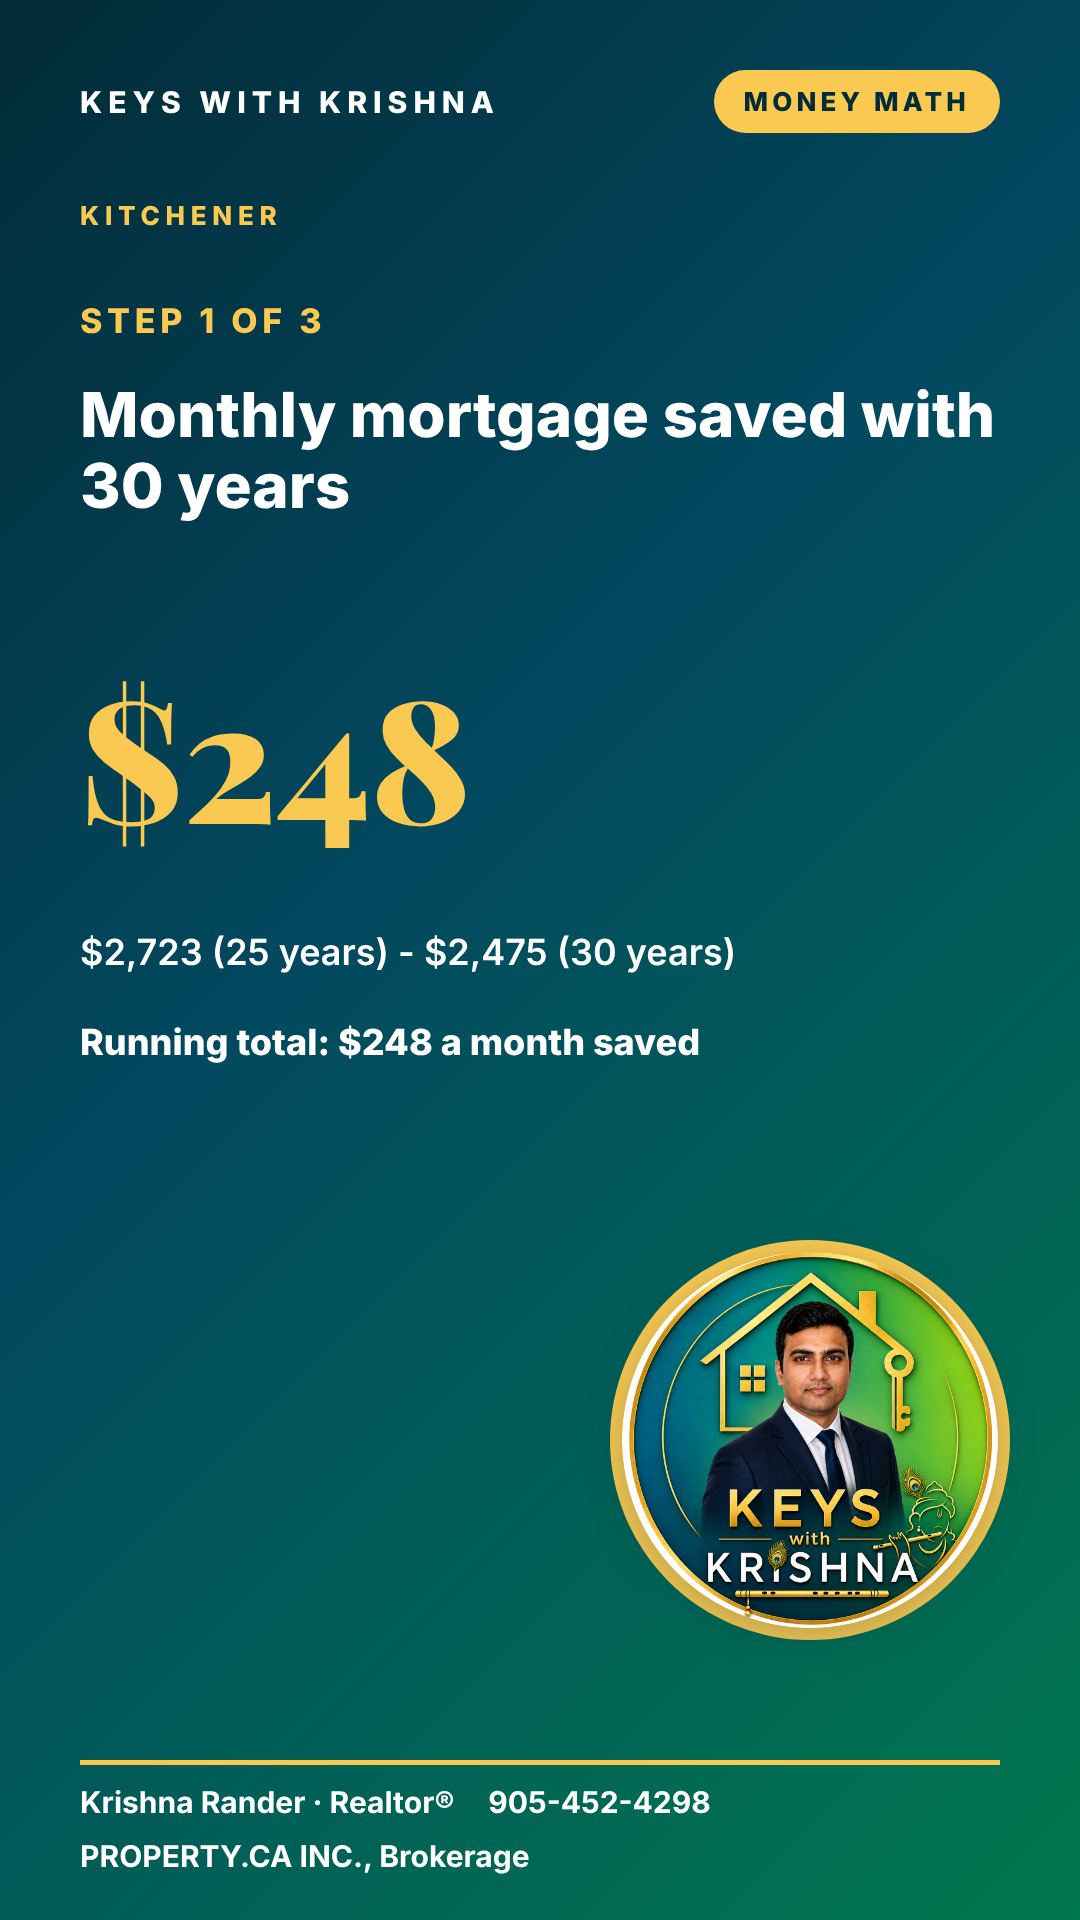 KEYS WITH KRISHNA
MONEY MATH
KITCHENER
STEP 1 OF 3
Monthly mortgage saved with
30 years
$248
$2,723 (25 years) - $2,475 (30 years)
Running total: $248 a month saved
KEYS
with
KRISHNA
Krishna Rander · Realtor® 905-452-4298
PROPERTY.CA INC., Brokerage